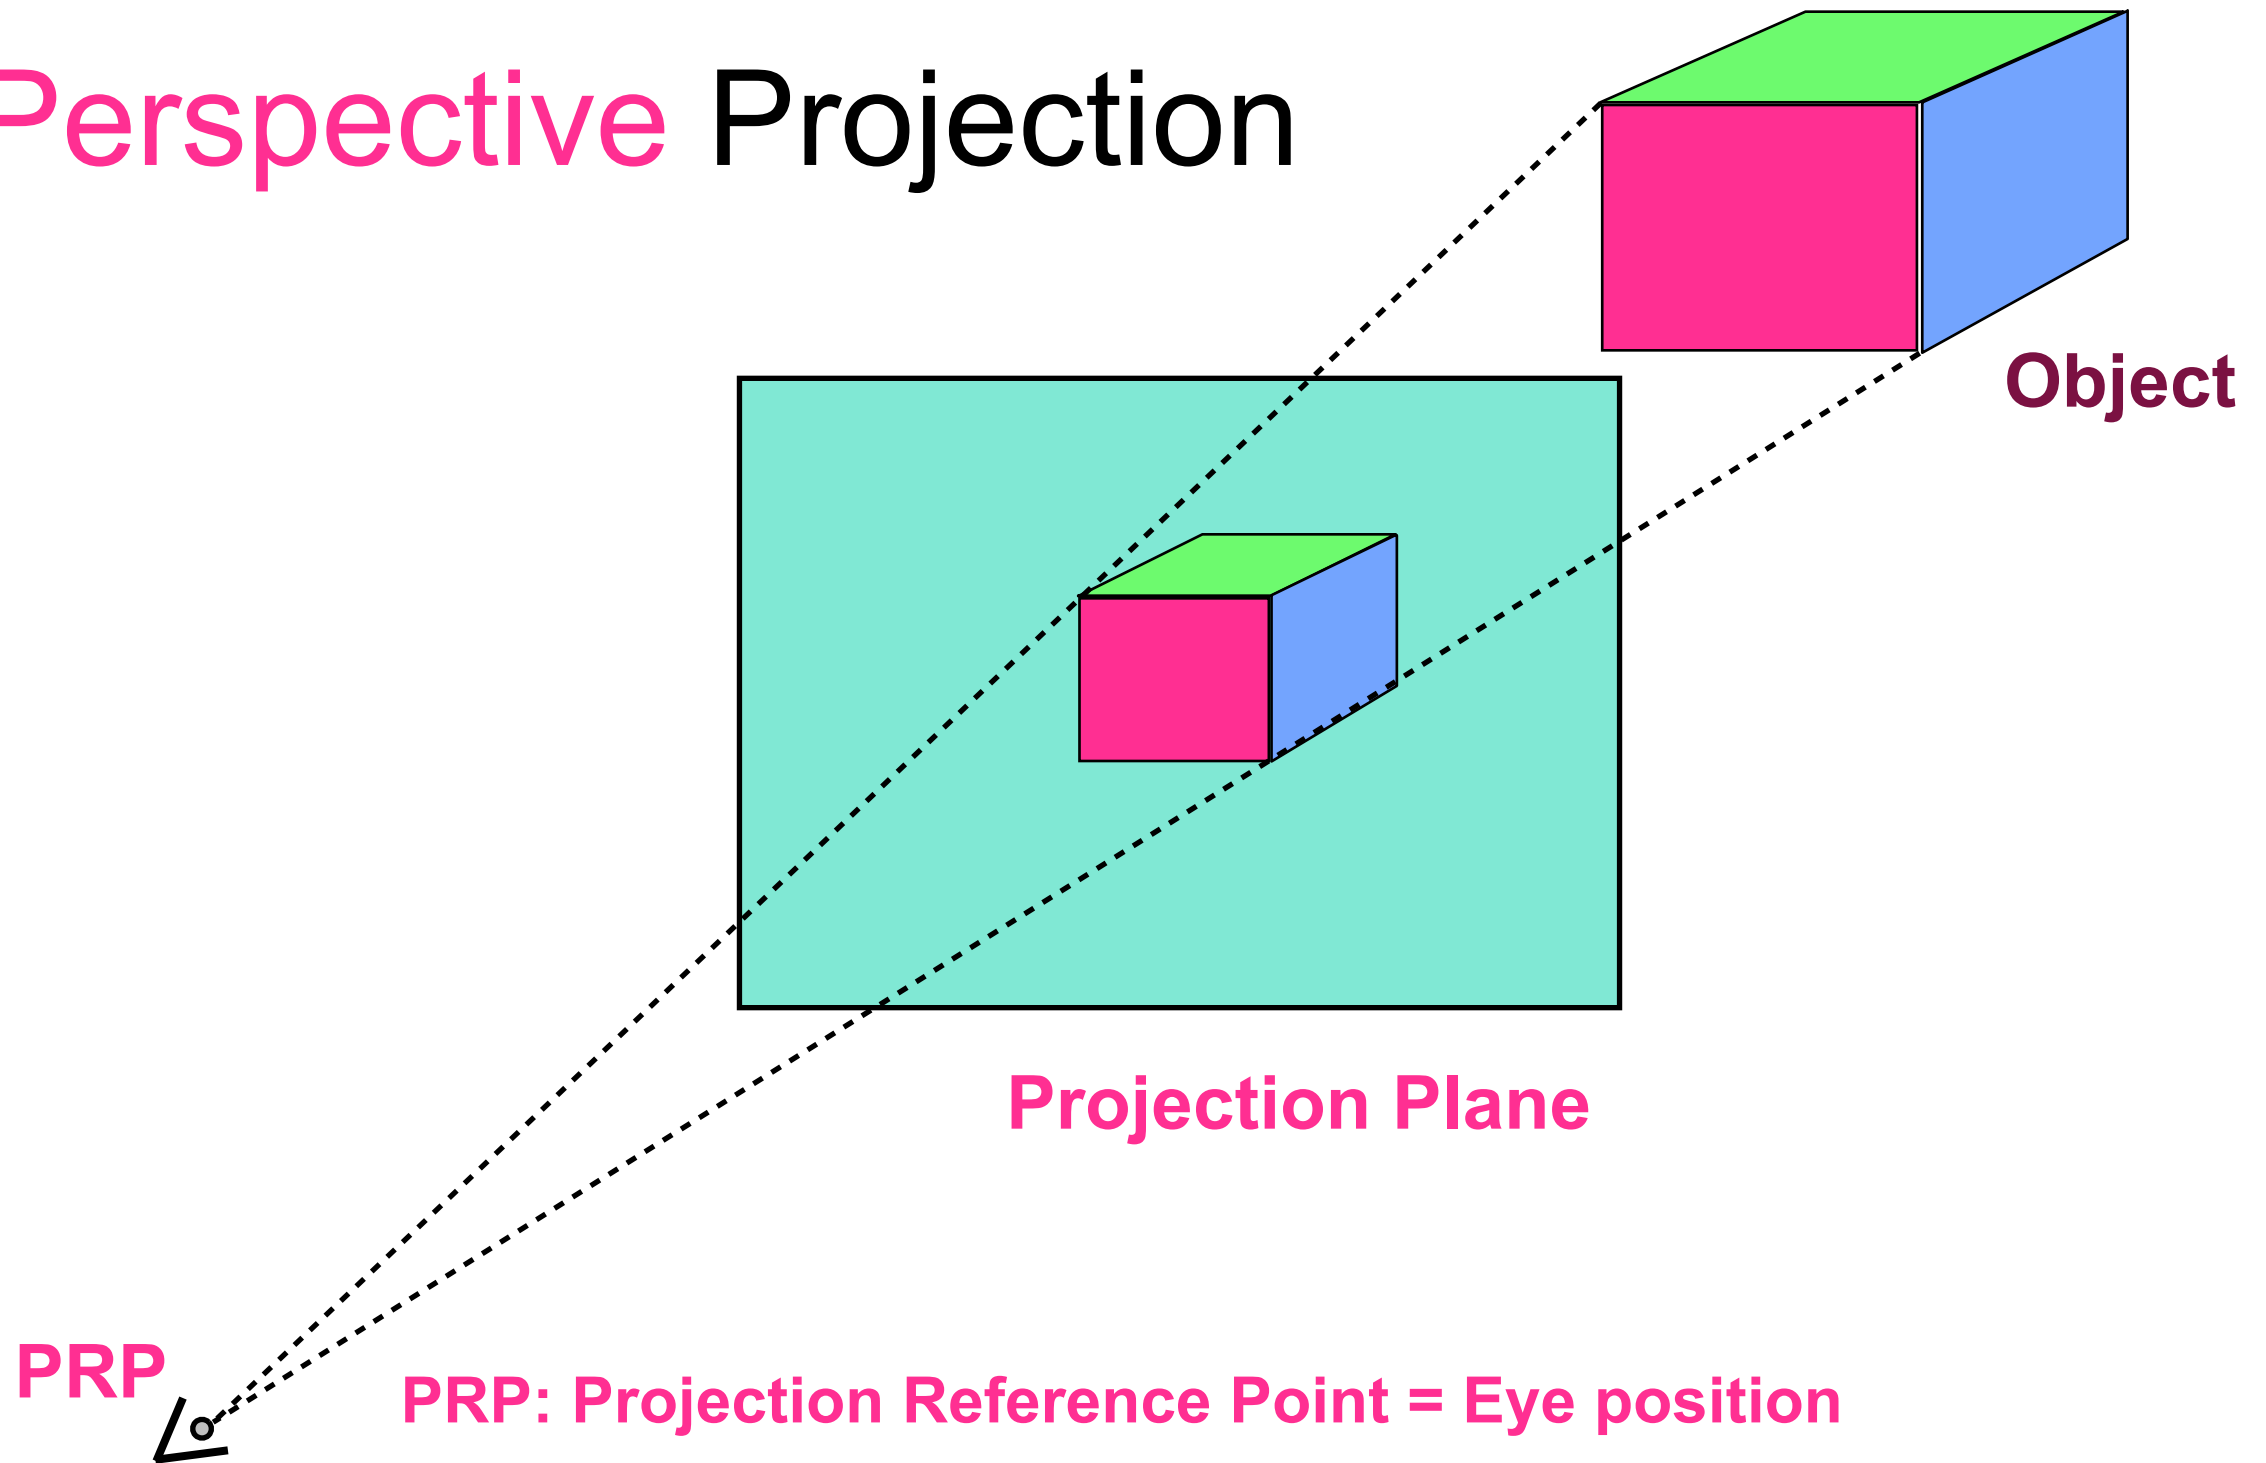 Perspective Projection
Object
Projection Plane
PRP
PRP: Projection Reference Point = Eye position